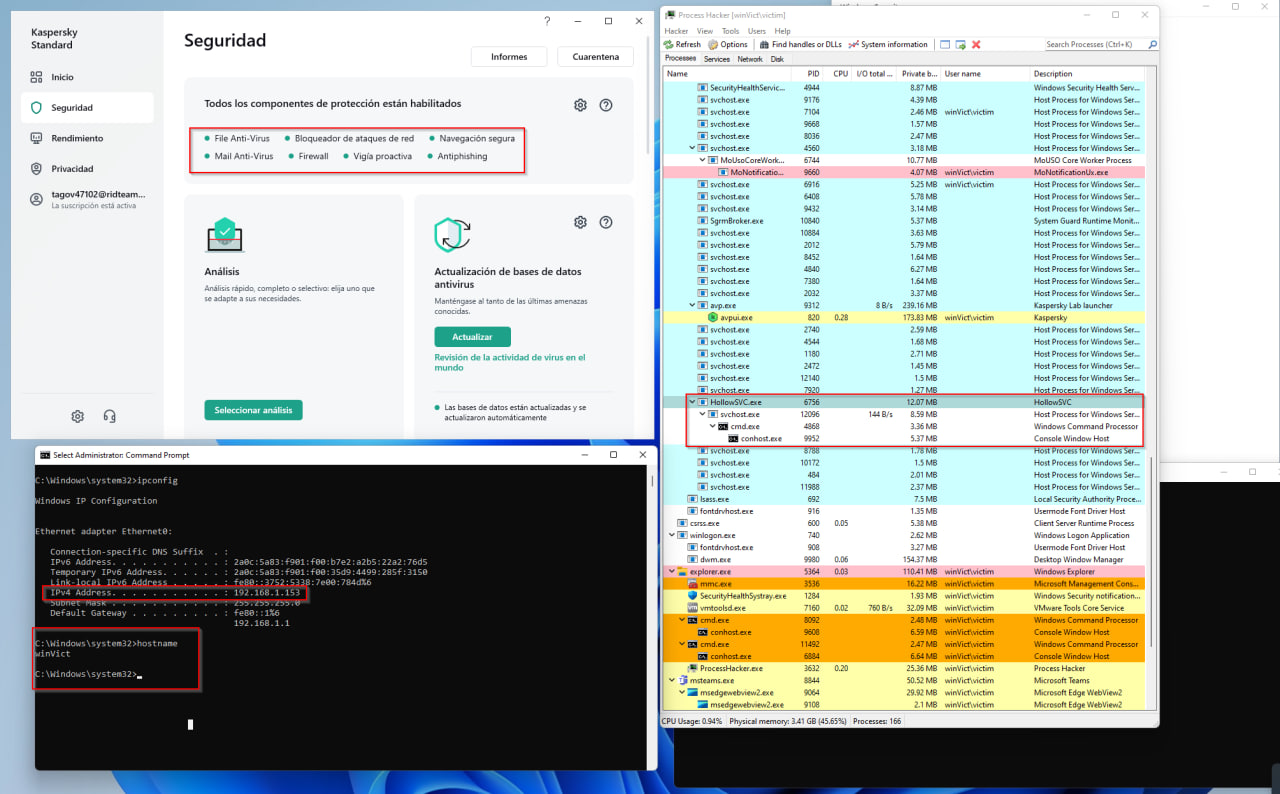 Kaspersky
Standard
Inicio
Seguridad
Rendimiento
Privacidad
tagov47102@ridteam...
La suscripción está activa
?
Seguridad
Informes
Cuarentena
Todos los componentes de protección están habilitados
File Anti-Virus Bloqueador de ataques de red Navegación segura
Mail Anti-Virus Firewall Vigía proactiva Antiphishing
Análisis
Análisis rápido, completo o selectivo: elija uno que
se adapte a sus necesidades.
Seleccionar análisis
Actualización de bases de datos
antivirus
Manténgase al tanto de las últimas amenazas
conocidas.
Actualizar
Revisión de la actividad de virus en el
mundo
Las bases de datos están actualizadas y se
actualizaron automáticamente
Select Administrator: Command Prompt
C:\Windows\system32>ipconfig
Windows IP Configuration
Ethernet adapter Ethernet0:
Connection-specific DNS Suffix . :
IPv6 Address. . . . . . . . . . . : 2a0c:5a83:f901:f00:b7e2:a2b5:22a2:76d5
Temporary IPv6 Address. . . . . . : 2a0c:5a83:f901:f00:35d9:4499:285f:3150
Link-local IPv6 Address . . . . . : fe80::3752:5338:7e00:784d%6
IPv4 Address. . . . . . . . . . . : 192.168.1.153
Subnet Mask . . . . . . . . . . . : 255.255.255.0
Default Gateway . . . . . . . . . : fe80::1%6
192.168.1.1
C:\Windows\system32>hostname
winVict
C:\Windows\system32>
Process Hacker [winVict\victim]
Hacker View Tools Users Help
Refresh Options Find handles or DLLs System information Search Processes (Ctrl+K)
Processes Services Network Disk
Name PID CPU I/O total ... Private b... User name Description
SecurityHealthServic... 4944 8.87 MB Windows Security Health Serv...
svchost.exe 9176 4.39 MB Host Process for Windows Ser...
svchost.exe 7104 2.46 MB winVict\victim Host Process for Windows Ser...
svchost.exe 9668 1.57 MB Host Process for Windows Ser...
svchost.exe 8036 2.47 MB Host Process for Windows Ser...
svchost.exe 4560 3.18 MB Host Process for Windows Ser...
MoUsoCoreWork... 6744 10.77 MB MoUSO Core Worker Process
MoNotificatio... 9660 4.07 MB winVict\victim MoNotificationUx.exe
svchost.exe 6916 5.25 MB winVict\victim Host Process for Windows Ser...
svchost.exe 6408 5.78 MB Host Process for Windows Ser...
svchost.exe 9432 3.14 MB Host Process for Windows Ser...
SgrmBroker.exe 10840 5.37 MB System Guard Runtime Monit...
svchost.exe 10884 3.63 MB Host Process for Windows Ser...
svchost.exe 2012 5.79 MB Host Process for Windows Ser...
svchost.exe 8452 1.64 MB Host Process for Windows Ser...
svchost.exe 4840 6.27 MB Host Process for Windows Ser...
svchost.exe 7380 1.64 MB Host Process for Windows Ser...
svchost.exe 2032 3.37 MB Host Process for Windows Ser...
avp.exe 9312 8 B/s 239.16 MB Kaspersky Lab launcher
avpui.exe 820 0.28 173.83 MB winVict\victim Kaspersky
svchost.exe 2740 2.59 MB Host Process for Windows Ser...
svchost.exe 4544 1.68 MB Host Process for Windows Ser...
svchost.exe 1180 2.71 MB Host Process for Windows Ser...
svchost.exe 2472 1.45 MB Host Process for Windows Ser...
svchost.exe 12140 1.5 MB Host Process for Windows Ser...
svchost.exe 7920 1.27 MB Host Process for Windows Ser...
HollowSVC.exe 6756 12.07 MB HollowSVC
svchost.exe 12096 144 B/s 8.59 MB Host Process for Windows Ser...
cmd.exe 4868 3.36 MB Windows Command Processor
conhost.exe 9952 5.37 MB Console Window Host
svchost.exe 8788 1.78 MB Host Process for Windows Ser...
svchost.exe 10172 1.5 MB Host Process for Windows Ser...
svchost.exe 484 2.01 MB Host Process for Windows Ser...
svchost.exe 11988 2.37 MB Host Process for Windows Ser...
lsass.exe 692 7.5 MB Local Security Authority Proce...
fontdrvhost.exe 916 1.35 MB Usermode Font Driver Host
csrss.exe 600 0.05 5.38 MB Client Server Runtime Process
winlogon.exe 740 2.62 MB Windows Logon Application
fontdrvhost.exe 908 3.27 MB Usermode Font Driver Host
dwm.exe 9980 0.06 154.37 MB Desktop Window Manager
explorer.exe 5364 0.03 110.41 MB winVict\victim Windows Explorer
mmc.exe 3536 16.22 MB winVict\victim Microsoft Management Cons...
SecurityHealthSystray.exe 1284 1.93 MB winVict\victim Windows Security notification...
vmtoolsd.exe 7160 0.02 760 B/s 32.09 MB winVict\victim VMware Tools Core Service
cmd.exe 8092 2.48 MB winVict\victim Windows Command Processor
conhost.exe 9608 6.59 MB winVict\victim Console Window Host
cmd.exe 11492 2.47 MB winVict\victim Windows Command Processor
conhost.exe 6884 6.64 MB winVict\victim Console Window Host
ProcessHacker.exe 3632 0.20 25.36 MB winVict\victim Process Hacker
msteams.exe 8844 50.52 MB winVict\victim Microsoft Teams
msedgewebview2.exe 9064 29.92 MB winVict\victim Microsoft Edge WebView2
msedgewebview2.exe 9108 2.1 MB winVict\victim Microsoft Edge WebView2
CPU Usage: 0.94% Physical memory: 3.41 GB (45.65%) Processes: 166